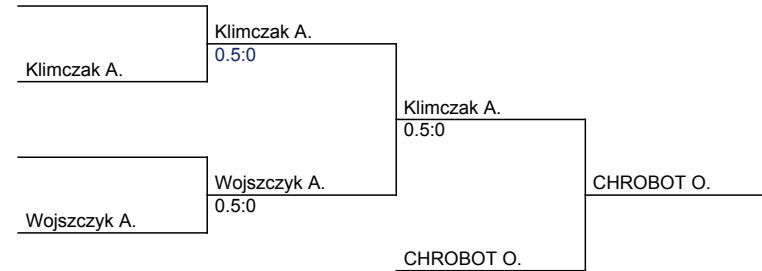 Klimczak A.
0.5:0
Klimczak A.
Klimczak A.
0.5:0
Wojszczyk A.
CHROBOT O.
0.5:0
Wojszczyk A.
CHROBOT O.